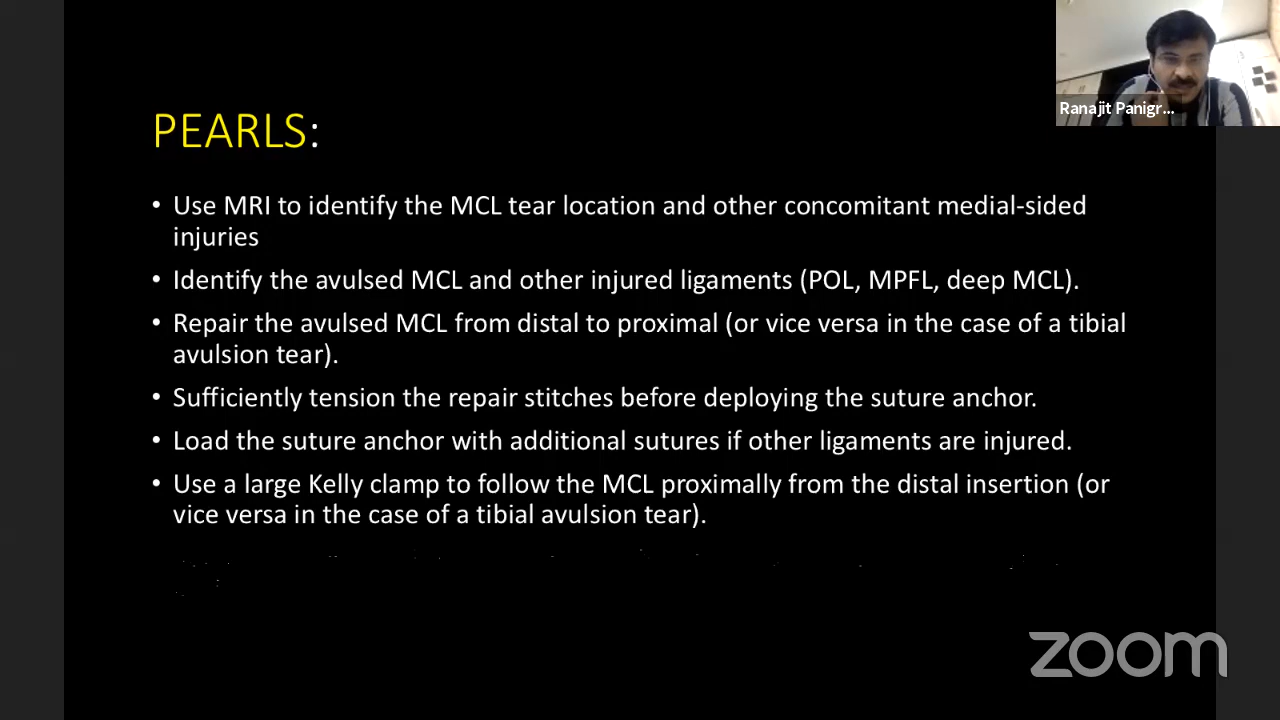 Ranajit Panigr...
PEARLS:
• Use MRI to identify the MCL tear location and other concomitant medial-sided
injuries
• Identify the avulsed MCL and other injured ligaments (POL, MPFL, deep MCL).
• Repair the avulsed MCL from distal to proximal (or vice versa in the case of a tibial
avulsion tear).
• Sufficiently tension the repair stitches before deploying the suture anchor.
• Load the suture anchor with additional sutures if other ligaments are injured.
• Use a large Kelly clamp to follow the MCL proximally from the distal insertion (or
vice versa in the case of a tibial avulsion tear).
zoom